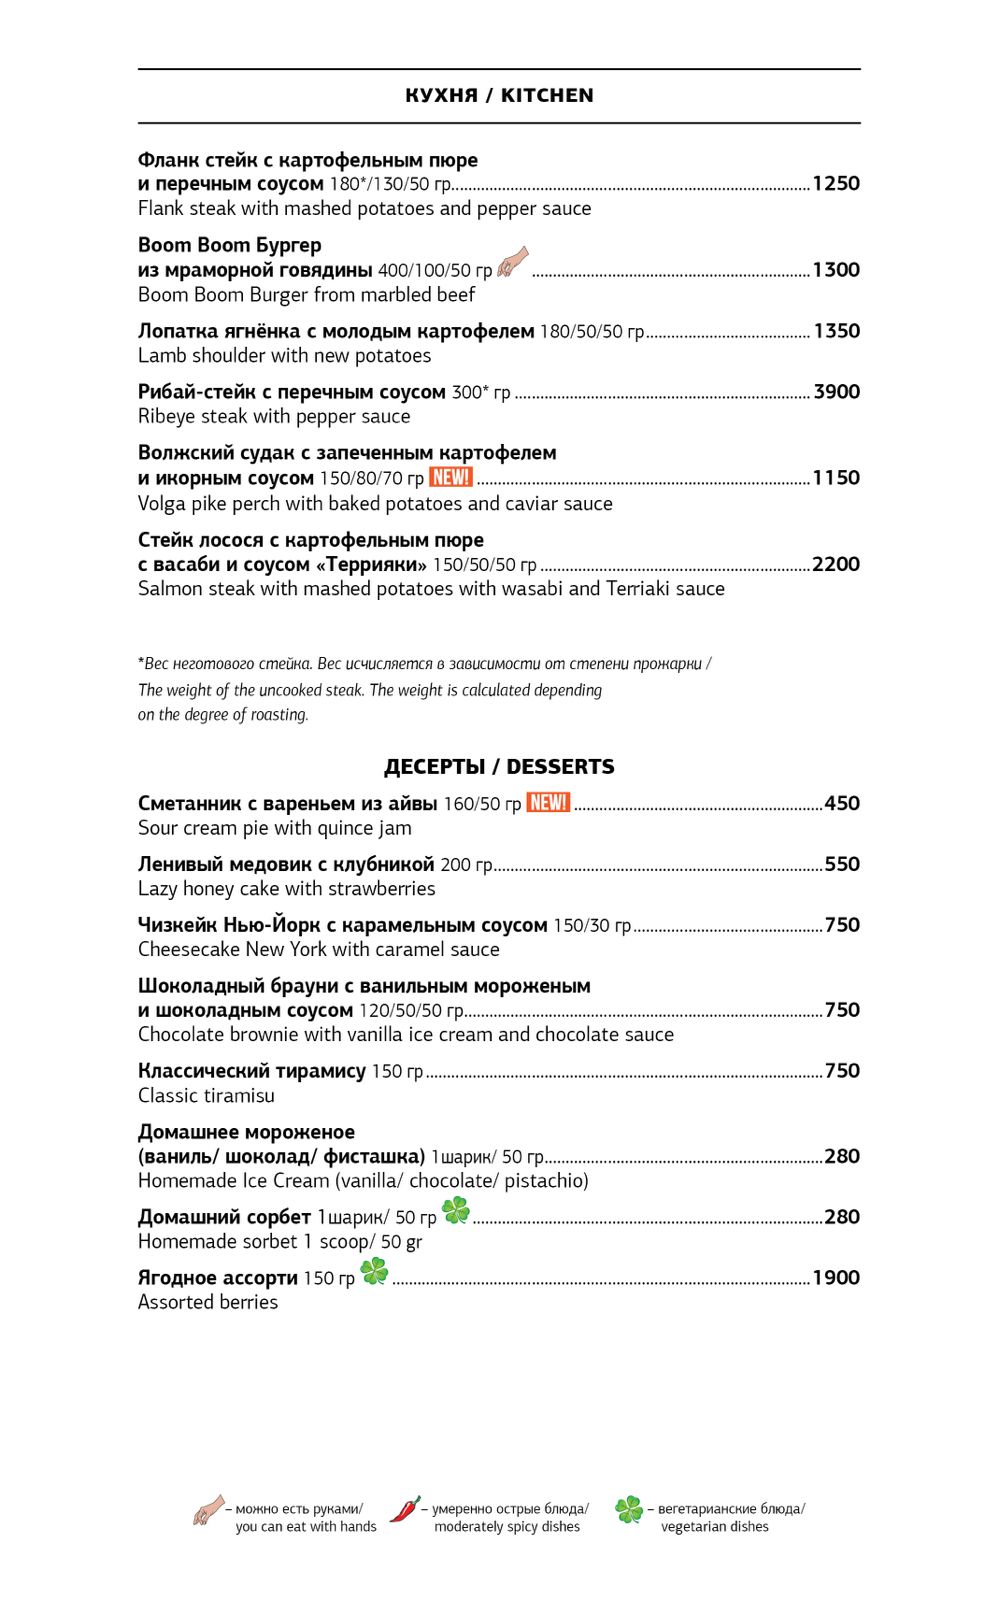 КУХНЯ / KITCHEN
Фланк стейк с картофельным пюре
и перечным соусом 180*/130/50 гр....1250
Flank steak with mashed potatoes and pepper sauce
Boom Boom Бургер
из мраморной говядины 400/100/50 гр ....1300
Boom Boom Burger from marbled beef
Лопатка ягнёнка с молодым картофелем 180/50/50 гр....1350
Lamb shoulder with new potatoes
Рибай-стейк с перечным соусом 300* гр ....3900
Ribeye steak with pepper sauce
Волжский судак с запеченным картофелем
и икорным соусом 150/80/70 гр NEW! ....1150
Volga pike perch with baked potatoes and caviar sauce
Стейк лосося с картофельным пюре
с васаби и соусом «Террияки» 150/50/50 гр ....2200
Salmon steak with mashed potatoes with wasabi and Terriaki sauce
*Вес неготового стейка. Вес исчисляется в зависимости от степени прожарки /
The weight of the uncooked steak. The weight is calculated depending
on the degree of roasting.
ДЕСЕРТЫ / DESSERTS
Сметанник с вареньем из айвы 160/50 гр NEW! ....450
Sour cream pie with quince jam
Ленивый медовик с клубникой 200 гр....550
Lazy honey cake with strawberries
Чизкейк Нью-Йорк с карамельным соусом 150/30 гр....750
Cheesecake New York with caramel sauce
Шоколадный брауни с ванильным мороженым
и шоколадным соусом 120/50/50 гр....750
Chocolate brownie with vanilla ice cream and chocolate sauce
Классический тирамису 150 гр....750
Classic tiramisu
Домашнее мороженое
(ваниль/ шоколад/ фисташка) 1шарик/ 50 гр....280
Homemade Ice Cream (vanilla/ chocolate/ pistachio)
Домашний сорбет 1шарик/ 50 гр ....280
Homemade sorbet 1 scoop/ 50 gr
Ягодное ассорти 150 гр ....1900
Assorted berries
– можно есть руками/ – умеренно острые блюда/ – вегетарианские блюда/
you can eat with hands moderately spicy dishes vegetarian dishes